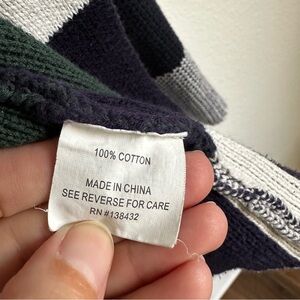 100% COTTON
MADE IN CHINA
SEE REVERSE FOR CARE
RN #138432